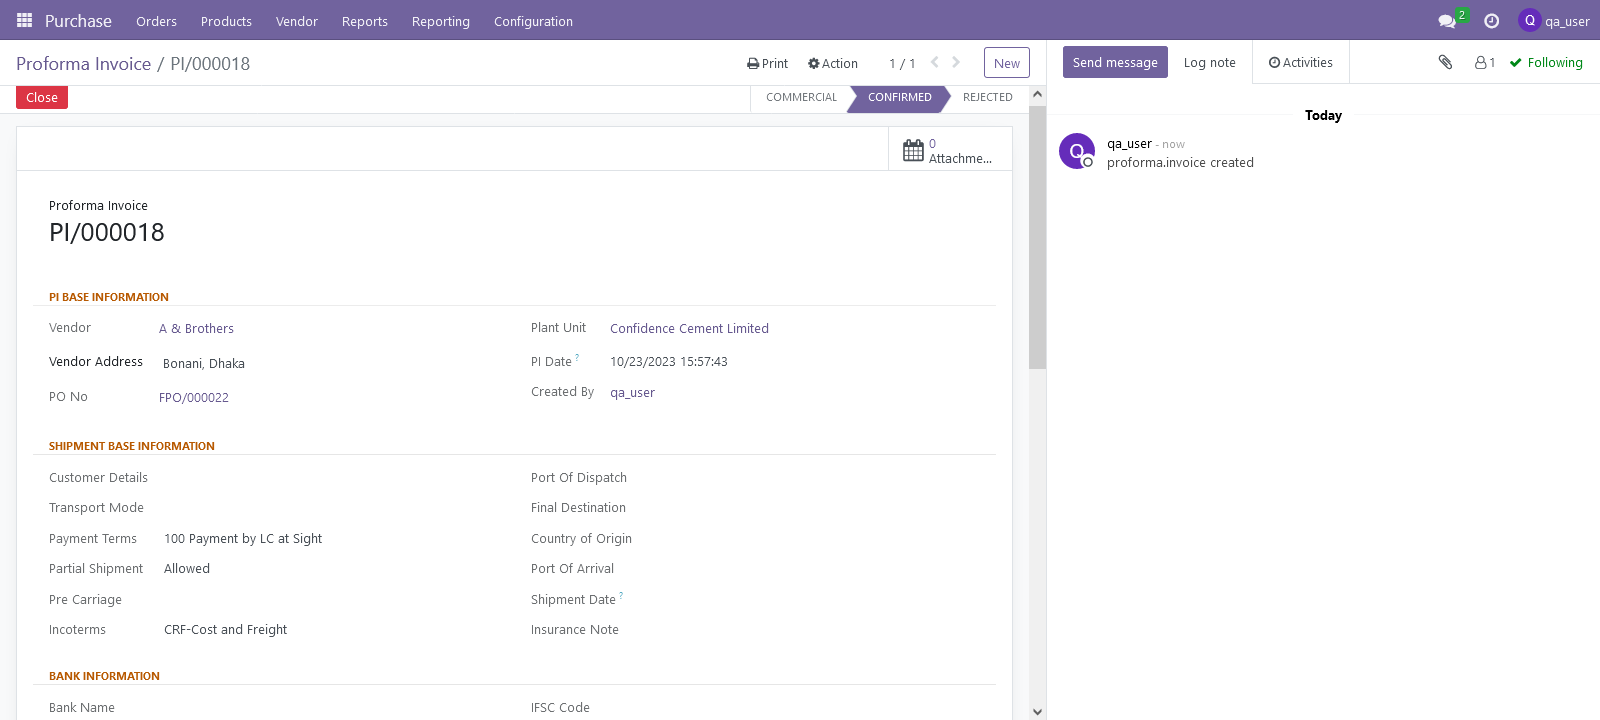 Purchase Orders Products Vendor Reports Reporting Configuration 2 Q qa_user
Proforma Invoice / PI/000018 Print Action 1 / 1 New Send message Log note Activities 1 Following
Close COMMERCIAL CONFIRMED REJECTED
Today
0
Attachme...
Q qa_user - now
proforma.invoice created
Proforma Invoice
PI/000018
PI BASE INFORMATION
Vendor A & Brothers Plant Unit Confidence Cement Limited
Vendor Address Bonani, Dhaka PI Date ? 10/23/2023 15:57:43
PO No FPO/000022 Created By qa_user
SHIPMENT BASE INFORMATION
Customer Details Port Of Dispatch
Transport Mode Final Destination
Payment Terms 100 Payment by LC at Sight Country of Origin
Partial Shipment Allowed Port Of Arrival
Pre Carriage Shipment Date ?
Incoterms CRF-Cost and Freight Insurance Note
BANK INFORMATION
Bank Name IFSC Code